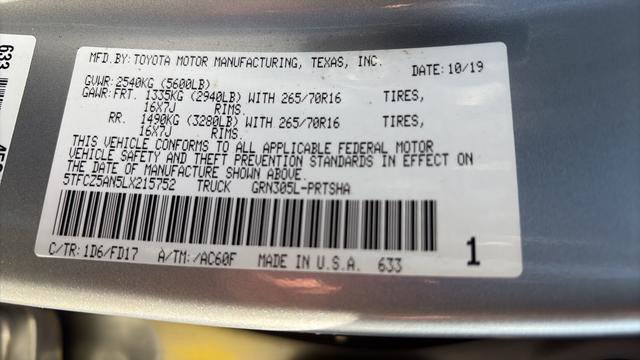 MFD.BY: TOYOTA MOTOR MANUFACTURING, TEXAS, INC.
GVWR: 2540KG (5600LB) DATE: 10/19
GAWR: FRT. 1335KG (2940LB) WITH 265/70R16 TIRES,
16X7J RIMS.
RR. 1490KG (3280LB) WITH 265/70R16 TIRES,
16X7J RIMS.
THIS VEHICLE CONFORMS TO ALL APPLICABLE FEDERAL MOTOR
VEHICLE SAFETY AND THEFT PREVENTION STANDARDS IN EFFECT ON
THE DATE OF MANUFACTURE SHOWN ABOVE.
5TFCZ5AN5LX215752 TRUCK GRN305L-PRTSHA
C/TR: 1D6/FD17 A/TM: /AC60F MADE IN U.S.A. 633 1
633